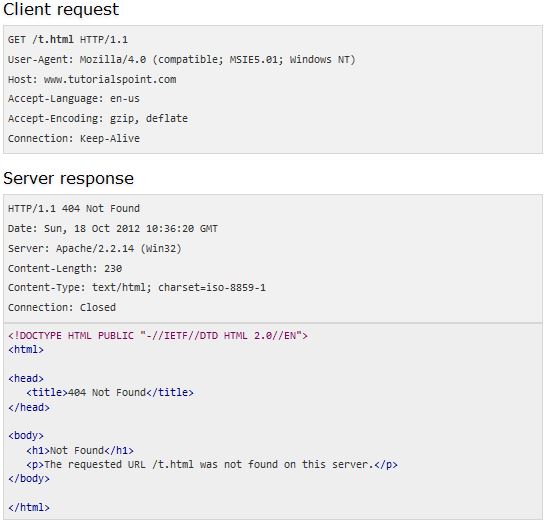 Client request
GET /t.html HTTP/1.1
User-Agent: Mozilla/4.0 (compatible; MSIE5.01; Windows NT)
Host: www.tutorialspoint.com
Accept-Language: en-us
Accept-Encoding: gzip, deflate
Connection: Keep-Alive
Server response
HTTP/1.1 404 Not Found
Date: Sun, 18 Oct 2012 10:36:20 GMT
Server: Apache/2.2.14 (Win32)
Content-Length: 230
Content-Type: text/html; charset=iso-8859-1
Connection: Closed
<!DOCTYPE HTML PUBLIC "-//IETF//DTD HTML 2.0//EN">
<html>
<head>
   <title>404 Not Found</title>
</head>
<body>
   <h1>Not Found</h1>
   <p>The requested URL /t.html was not found on this server.</p>
</body>
</html>